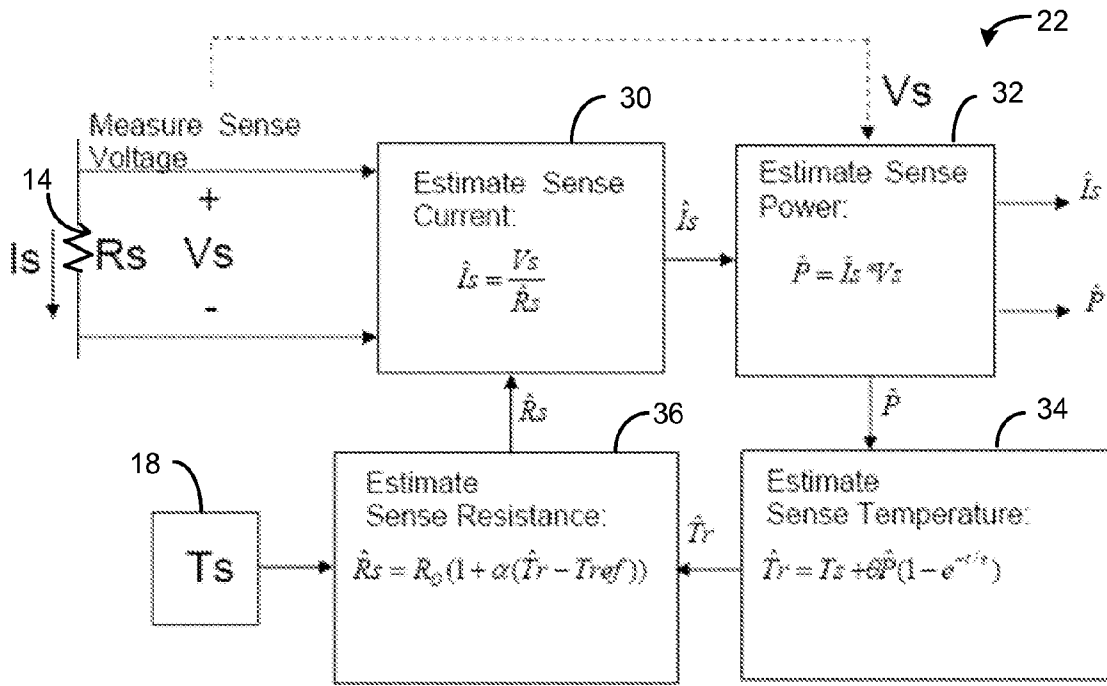 22
Vs
30
32
Measure Sense
Voltage
14
+
Is
Rs
Vs
-
Estimate Sense
Current:
Îs = Vs / R̂s
Îs
Estimate Sense
Power:
P̂ = Îs * Vs
Îs
P̂
R̂s
P̂
36
34
18
Ts
Estimate
Sense Resistance:
R̂s = R₀(1 + α(T̂r − Tref))
T̂r
Estimate
Sense Temperature:
T̂r = Ts + θP̂(1 − e^(−t/τ))